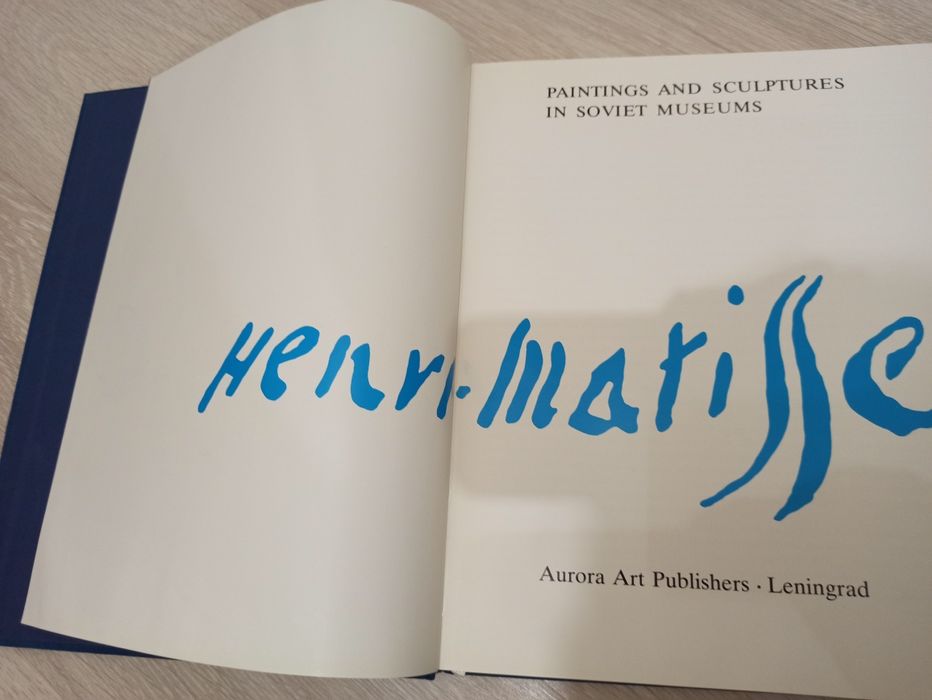 PAINTINGS AND SCULPTURES
IN SOVIET MUSEUMS
Henri-Matisse
Aurora Art Publishers · Leningrad